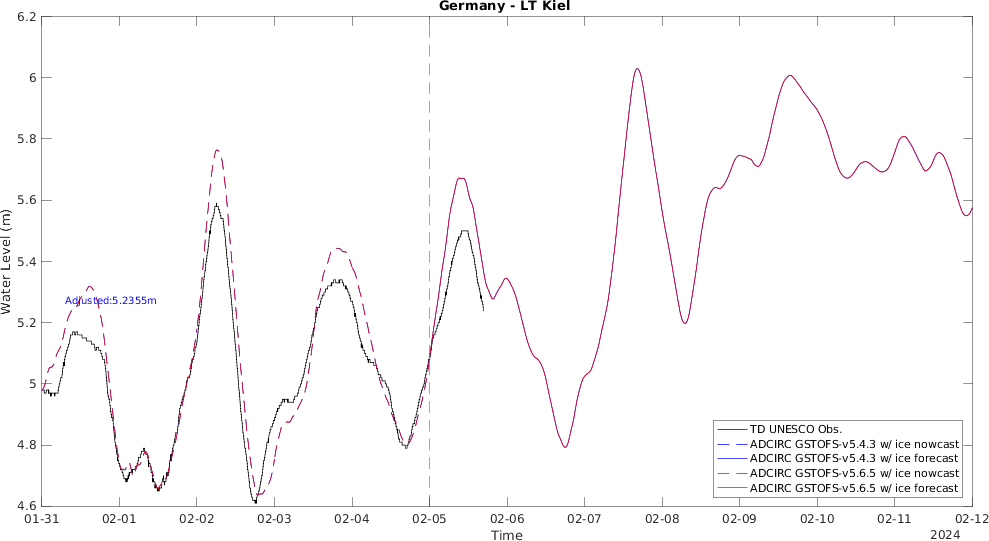 Germany - LT Kiel
6.2
6
5.8
5.6
5.4
5.2
5
4.8
4.6
Water Level (m)
Adjusted:5.2355m
TD UNESCO Obs.
ADCIRC GSTOFS-v5.4.3 w/ ice nowcast
ADCIRC GSTOFS-v5.4.3 w/ ice forecast
ADCIRC GSTOFS-v5.6.5 w/ ice nowcast
ADCIRC GSTOFS-v5.6.5 w/ ice forecast
01-31 02-01 02-02 02-03 02-04 02-05 02-06 02-07 02-08 02-09 02-10 02-11 02-12
Time
2024